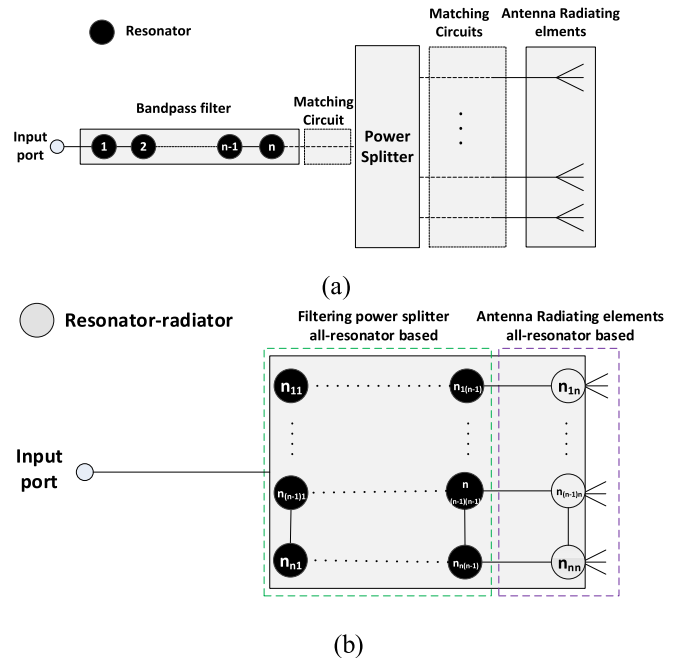 Resonator
Matching
Circuits
Antenna Radiating
elments
Bandpass filter
Matching
Circuit
Input
port
1
2
n-1
n
Power
Splitter
(a)
Resonator-radiator
Filtering power splitter
all-resonator based
Antenna Radiating elements
all-resonator based
n11
n1(n-1)
n1n
Input
port
n(n-1)1
n
(n-1)(n-1)
n(n-1)n
nn1
nn(n-1)
nnn
(b)